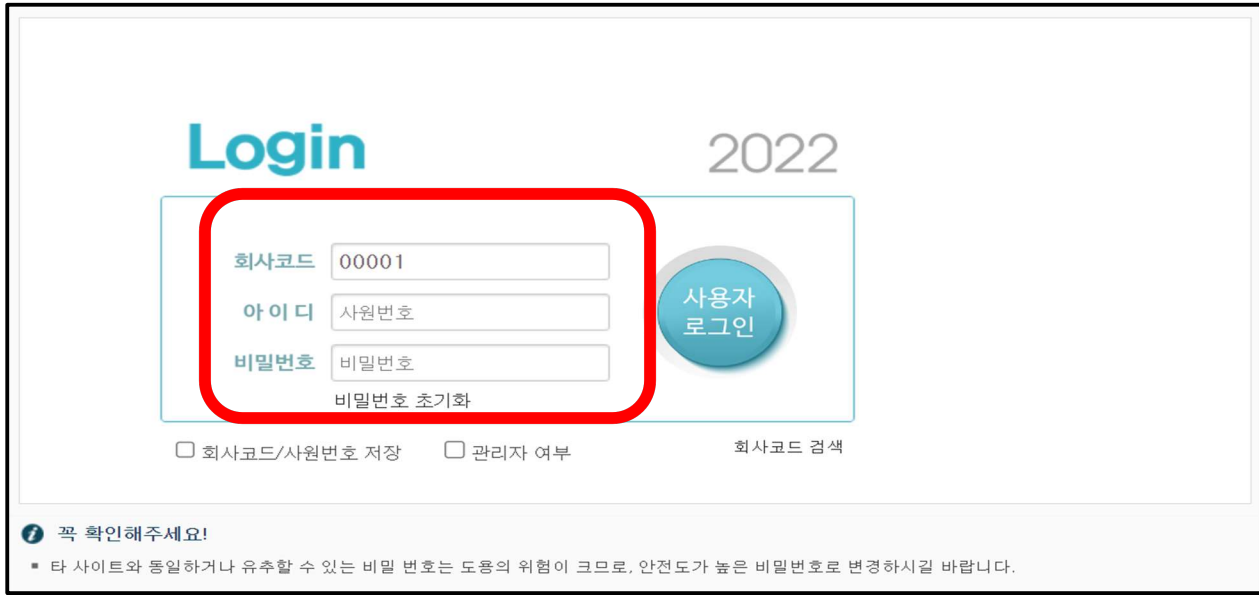 Login
2022
회사코드 00001
아 이 디 사원번호
비밀번호 비밀번호
사용자
로그인
비밀번호 초기화
회사코드/사원번호 저장 관리자 여부 회사코드 검색
꼭 확인해주세요!
타 사이트와 동일하거나 유추할 수 있는 비밀 번호는 도용의 위험이 크므로, 안전도가 높은 비밀번호로 변경하시길 바랍니다.